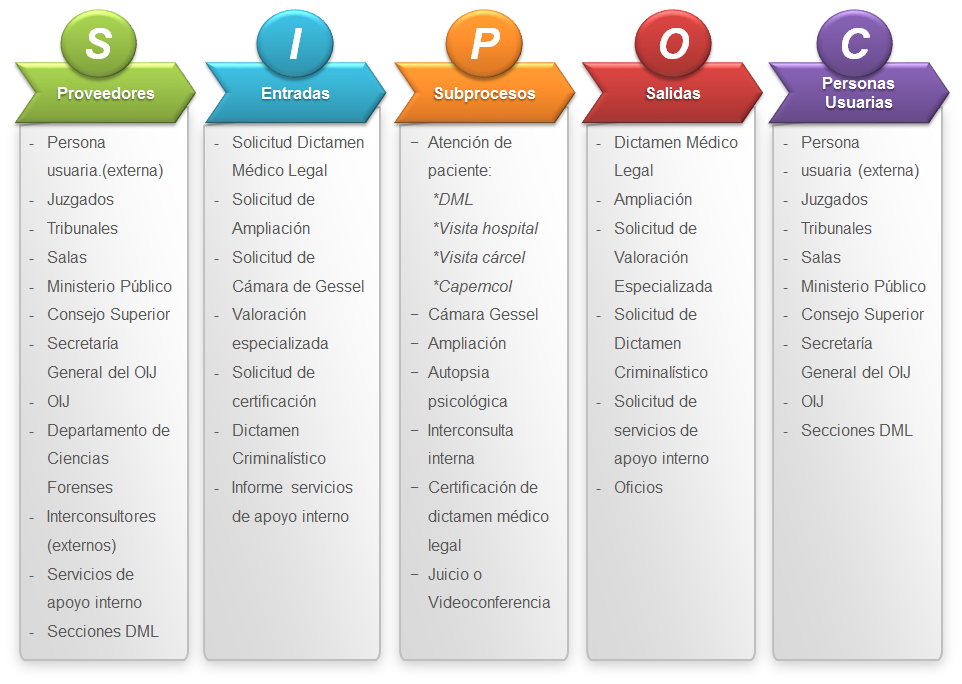 S
Proveedores
- Persona
usuaria.(externa)
- Juzgados
- Tribunales
- Salas
- Ministerio Público
- Consejo Superior
- Secretaría
General del OIJ
- OIJ
- Departamento de
Ciencias
Forenses
- Interconsultores
(externos)
- Servicios de
apoyo interno
- Secciones DML
I
Entradas
- Solicitud Dictamen
Médico Legal
- Solicitud de
Ampliación
- Solicitud de
Cámara de Gessel
- Valoración
especializada
- Solicitud de
certificación
- Dictamen
Criminalístico
- Informe servicios
de apoyo interno
P
Subprocesos
− Atención de
paciente:
*DML
*Visita hospital
*Visita cárcel
*Capemcol
− Cámara Gessel
− Ampliación
− Autopsia
psicológica
− Interconsulta
interna
− Certificación de
dictamen médico
legal
− Juicio o
Videoconferencia
O
Salidas
- Dictamen Médico
Legal
- Ampliación
- Solicitud de
Valoración
Especializada
- Solicitud de
Dictamen
Criminalístico
- Solicitud de
servicios de
apoyo interno
- Oficios
C
Personas
Usuarias
- Persona
- usuaria (externa)
- Juzgados
- Tribunales
- Salas
- Ministerio Público
- Consejo Superior
- Secretaría
General del OIJ
- OIJ
- Secciones DML